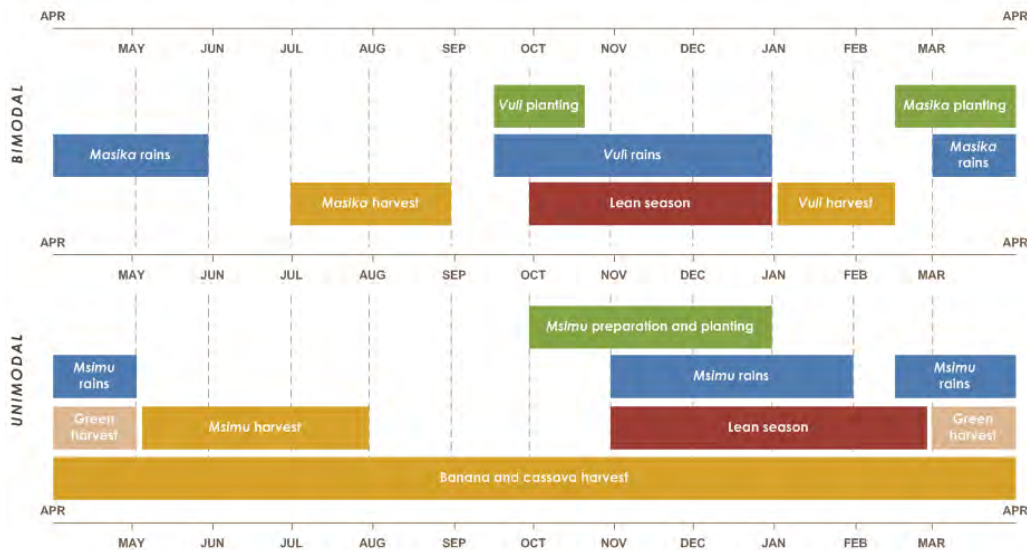 APR APR
MAY JUN JUL AUG SEP OCT NOV DEC JAN FEB MAR
BIMODAL
Vuli planting
Masika planting
Masika rains
Vuli rains
Masika
rains
Masika harvest
Lean season
Vuli harvest
APR APR
MAY JUN JUL AUG SEP OCT NOV DEC JAN FEB MAR
UNIMODAL
Msimu preparation and planting
Msimu
rains
Msimu rains
Msimu
rains
Green
harvest
Msimu harvest
Lean season
Green
harvest
Banana and cassava harvest
APR APR
MAY JUN JUL AUG SEP OCT NOV DEC JAN FEB MAR